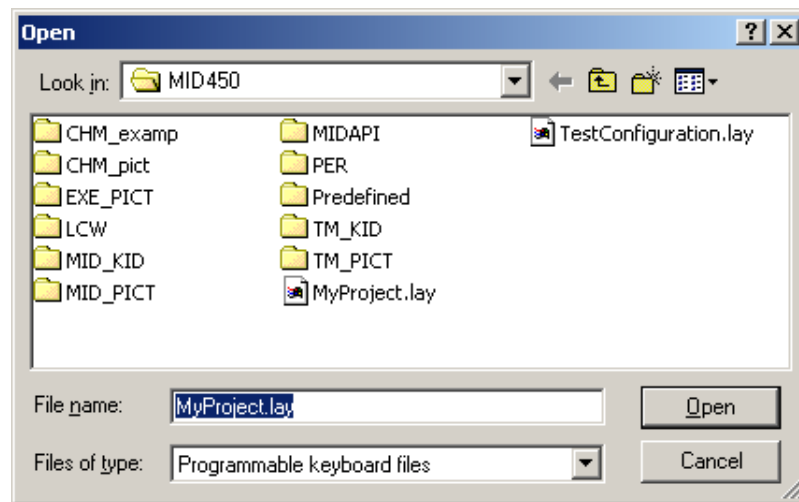 Open
Look in: MID450
CHM_examp MIDAPI TestConfiguration.lay
CHM_pict PER
EXE_PICT Predefined
LCW TM_KID
MID_KID TM_PICT
MID_PICT MyProject.lay
File name: MyProject.lay Open
Files of type: Programmable keyboard files Cancel